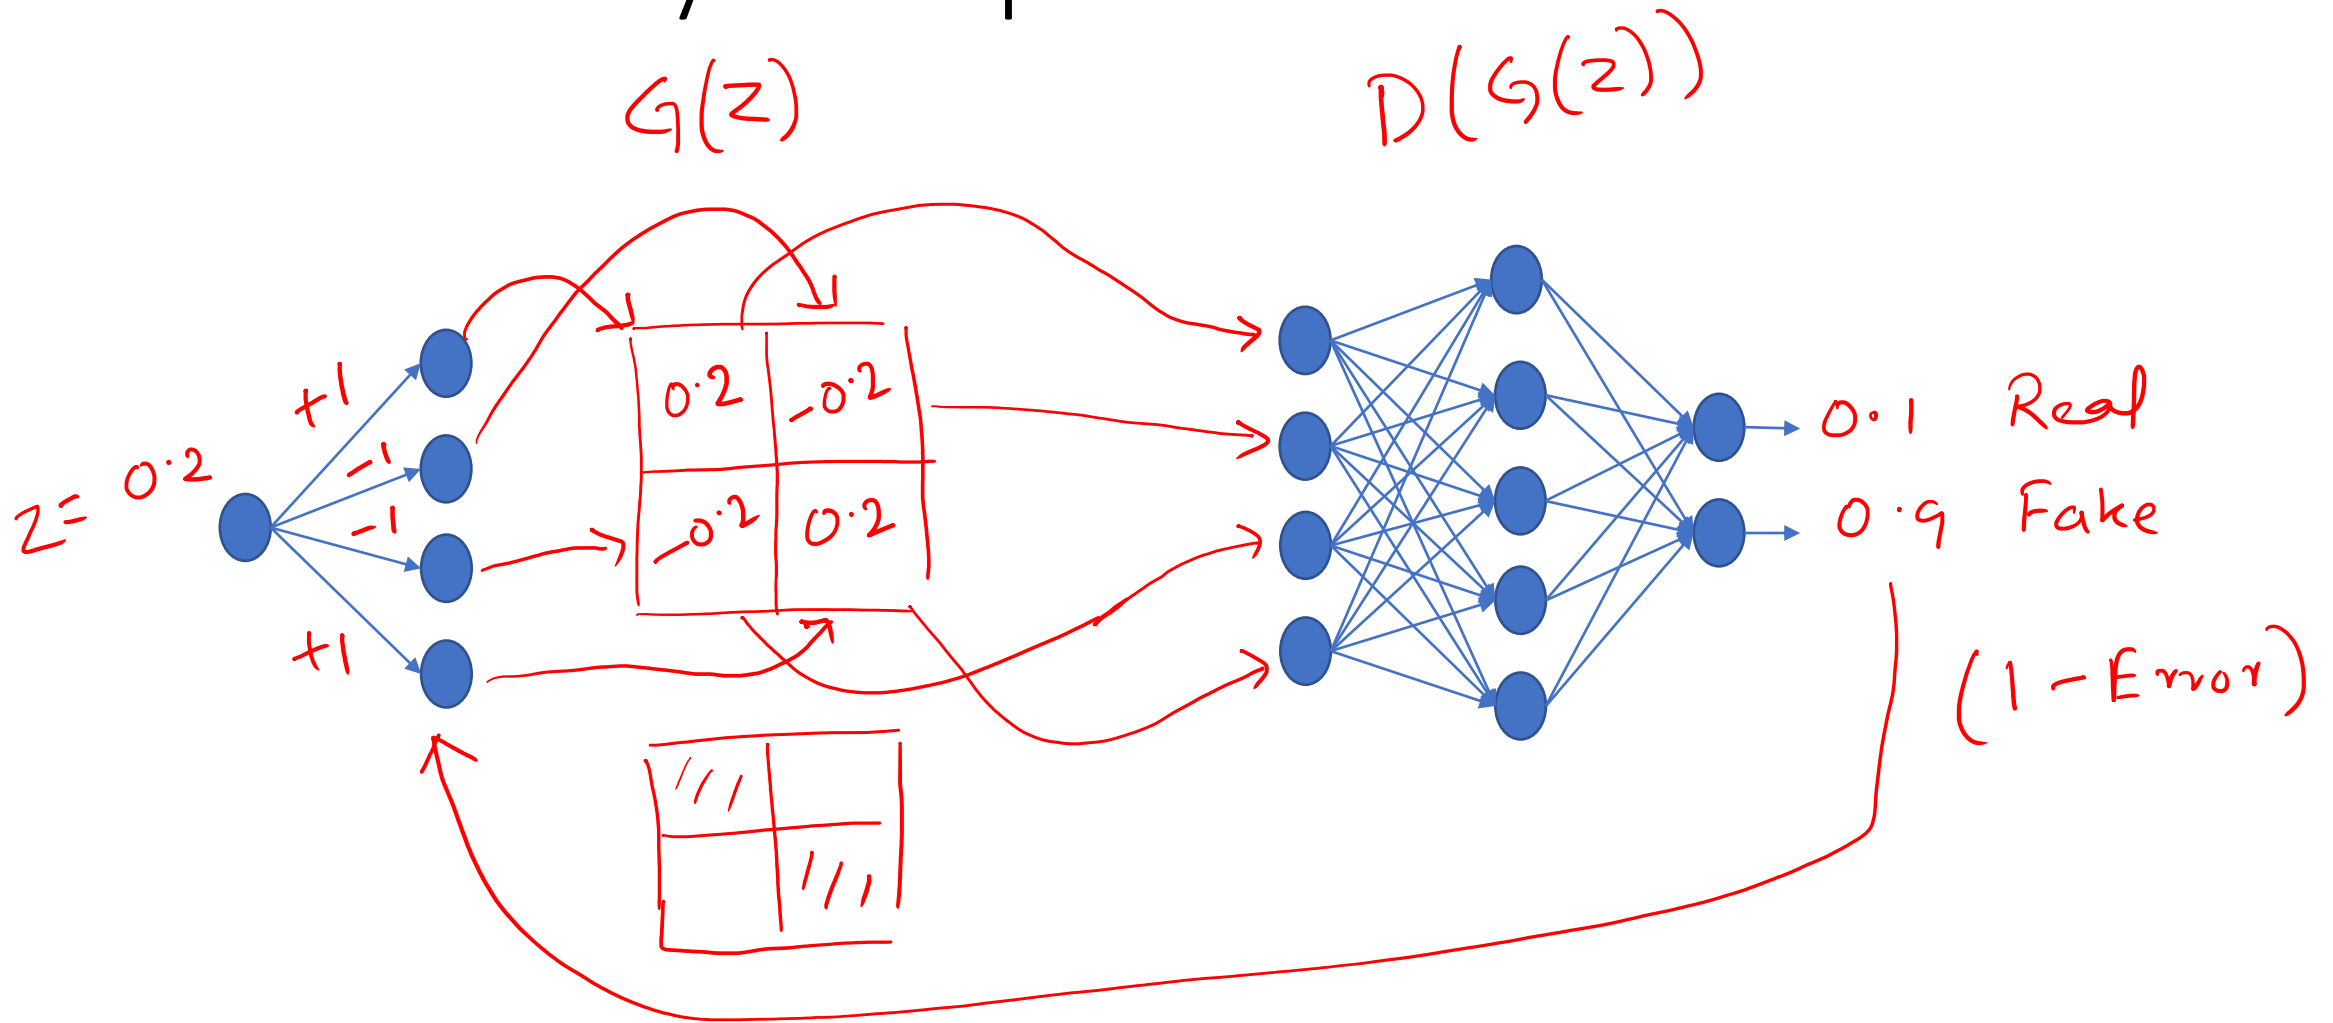 G(z)
D(G(z))
+1
-1
-1
+1
z = 0.2
0.2 -0.2
-0.2 0.2
0.1 Real
0.9 Fake
(1 - Error)